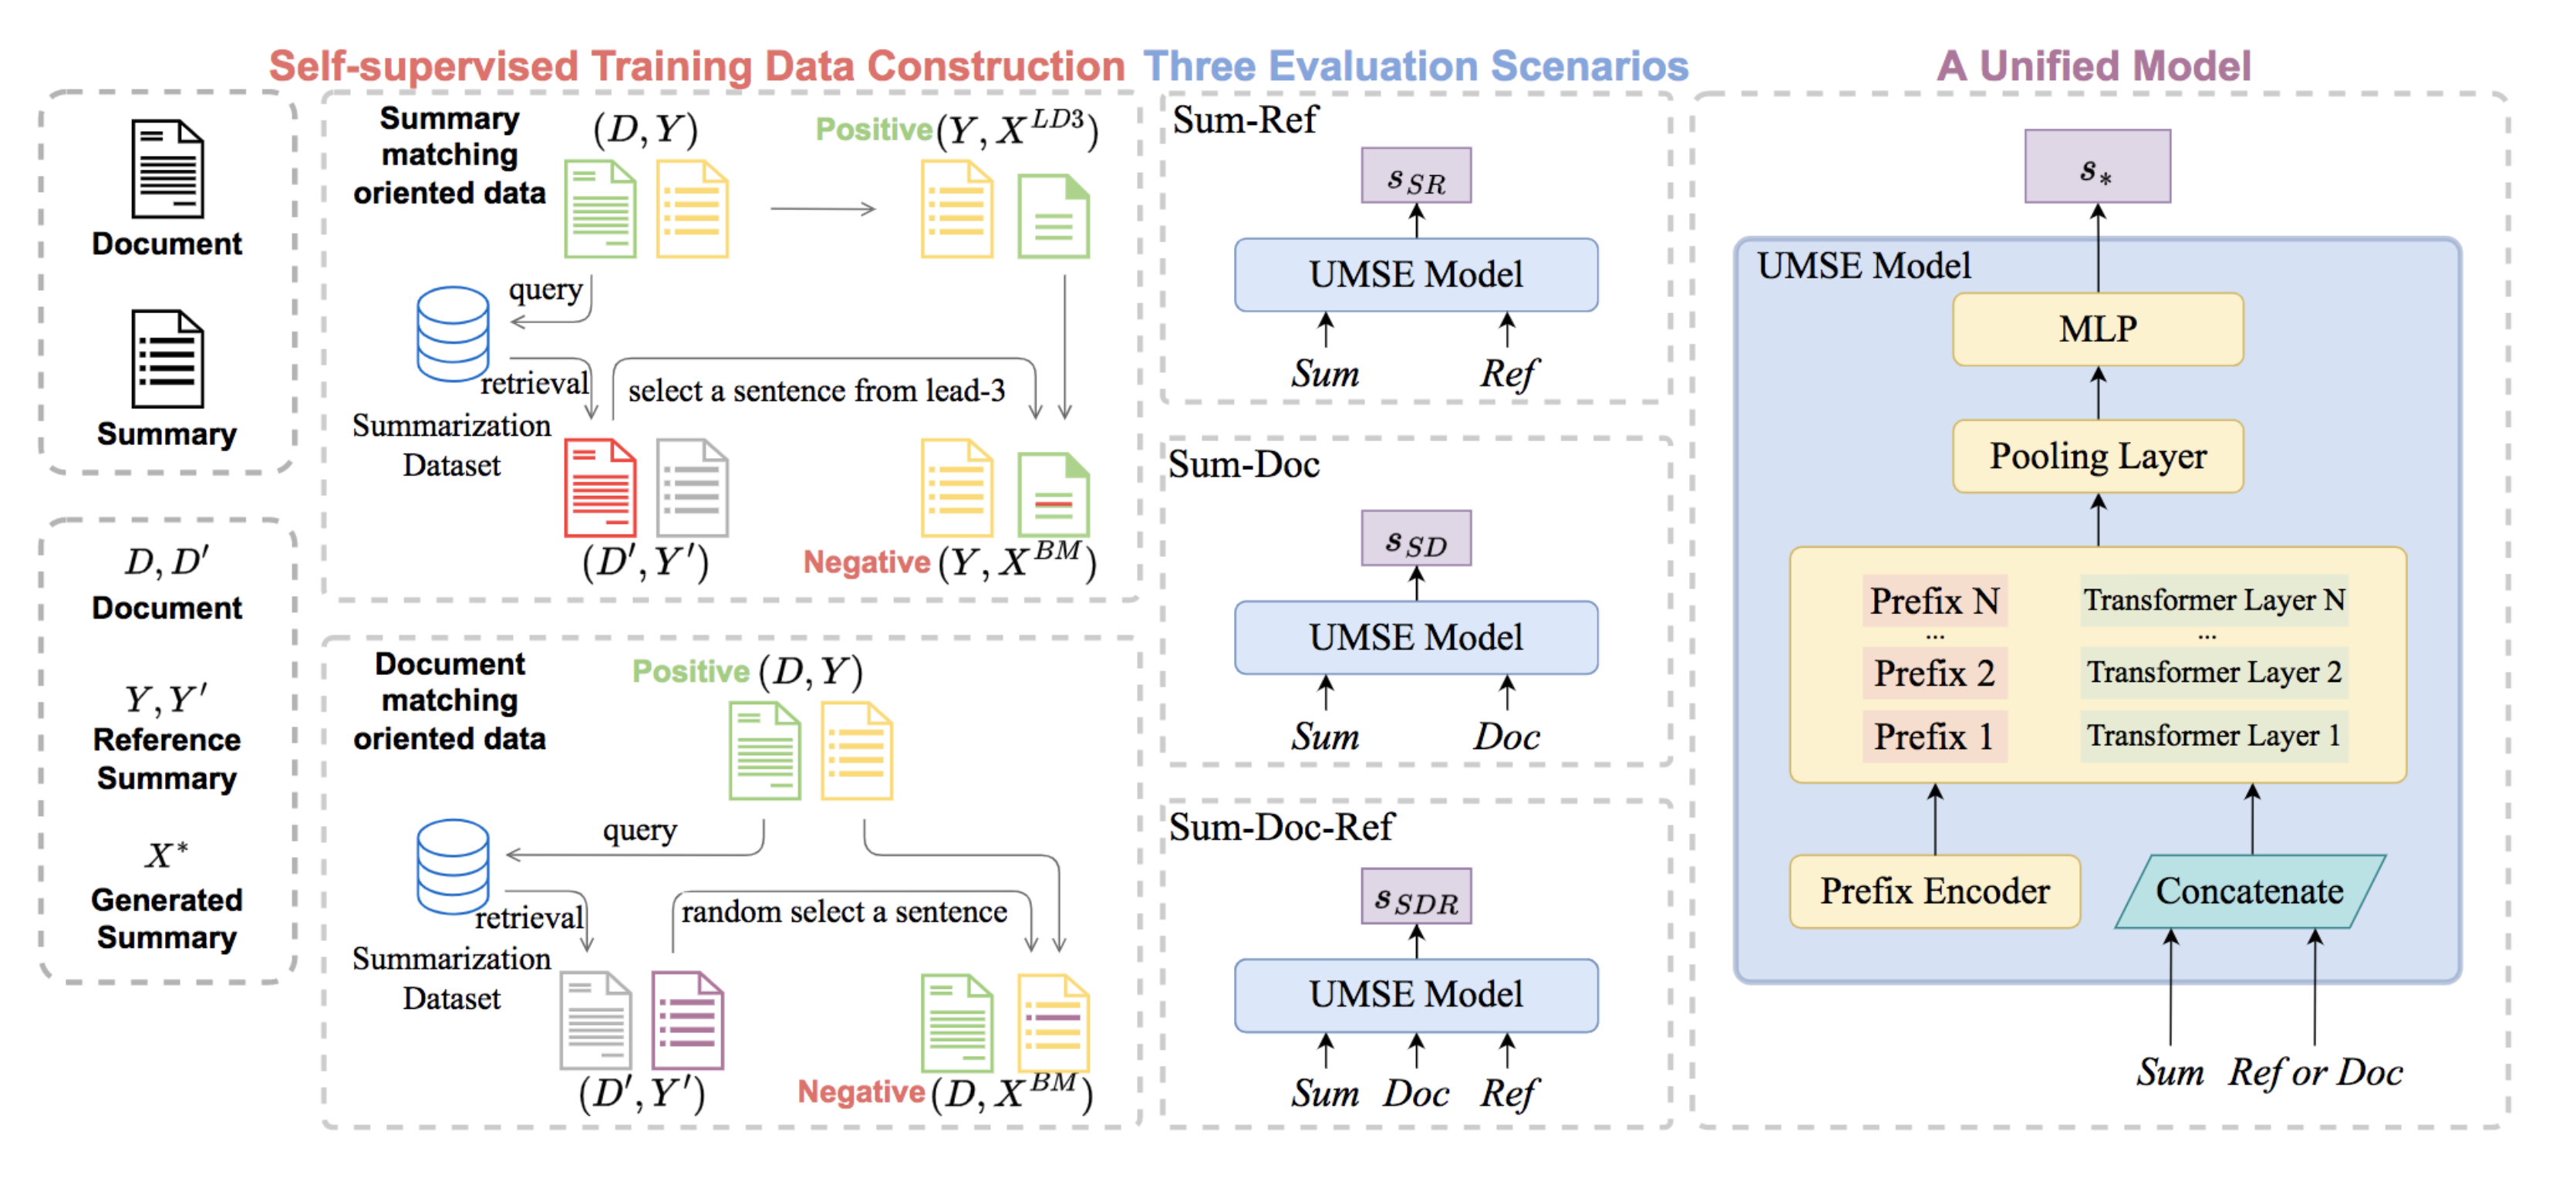 Self-supervised Training Data Construction
Three Evaluation Scenarios
A Unified Model
Document
Summary
D, D′
Document
Y, Y′
Reference
Summary
X*
Generated
Summary
Summary
matching
oriented data
(D, Y)
Positive (Y, X^{LD3})
query
retrieval
select a sentence from lead-3
Summarization
Dataset
(D′, Y′)
Negative (Y, X^{BM})
Document
matching
oriented data
Positive (D, Y)
query
retrieval
random select a sentence
Summarization
Dataset
(D′, Y′)
Negative (D, X^{BM})
Sum-Ref
s_{SR}
UMSE Model
Sum Ref
Sum-Doc
s_{SD}
UMSE Model
Sum Doc
Sum-Doc-Ref
s_{SDR}
UMSE Model
Sum Doc Ref
s_*
UMSE Model
MLP
Pooling Layer
Prefix N Transformer Layer N
... ...
Prefix 2 Transformer Layer 2
Prefix 1 Transformer Layer 1
Prefix Encoder Concatenate
Sum Ref or Doc